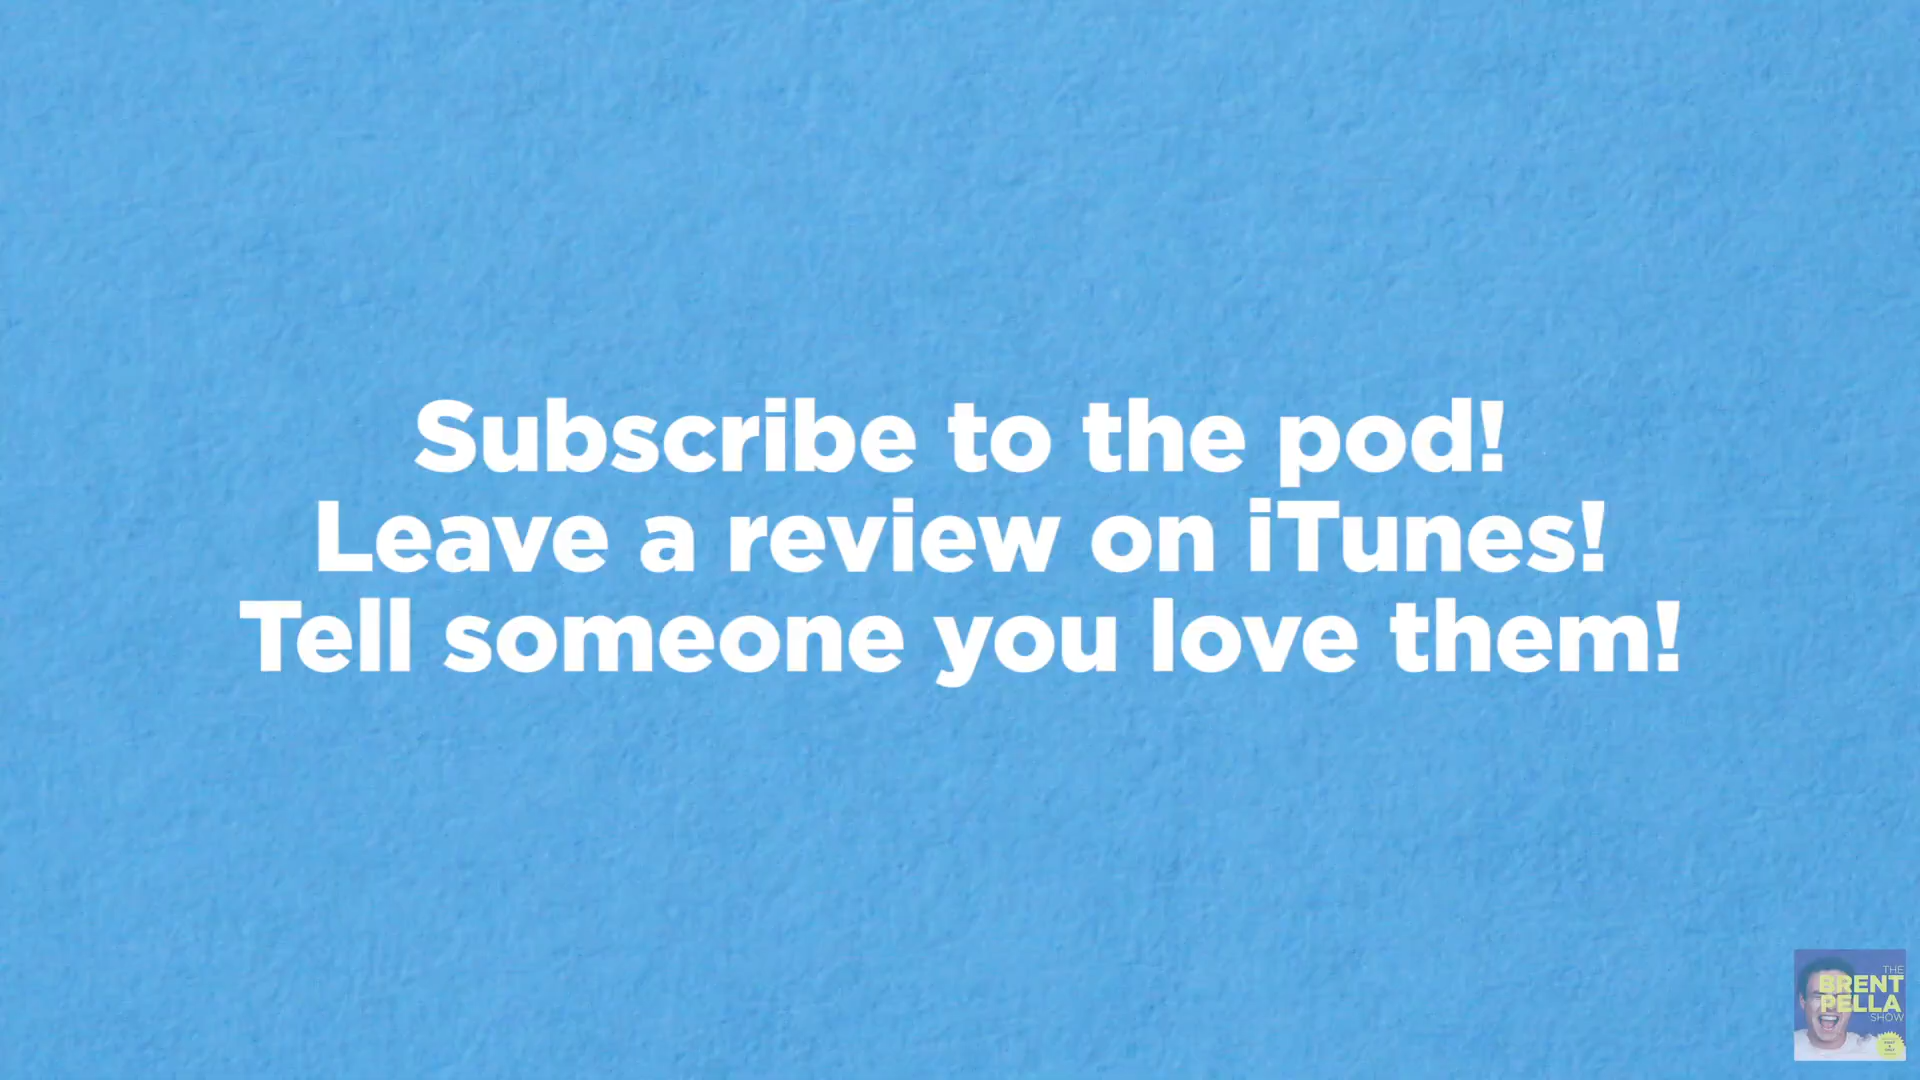 Subscribe to the pod!
Leave a review on iTunes!
Tell someone you love them!
THE
BRENT
PELLA
SHOW